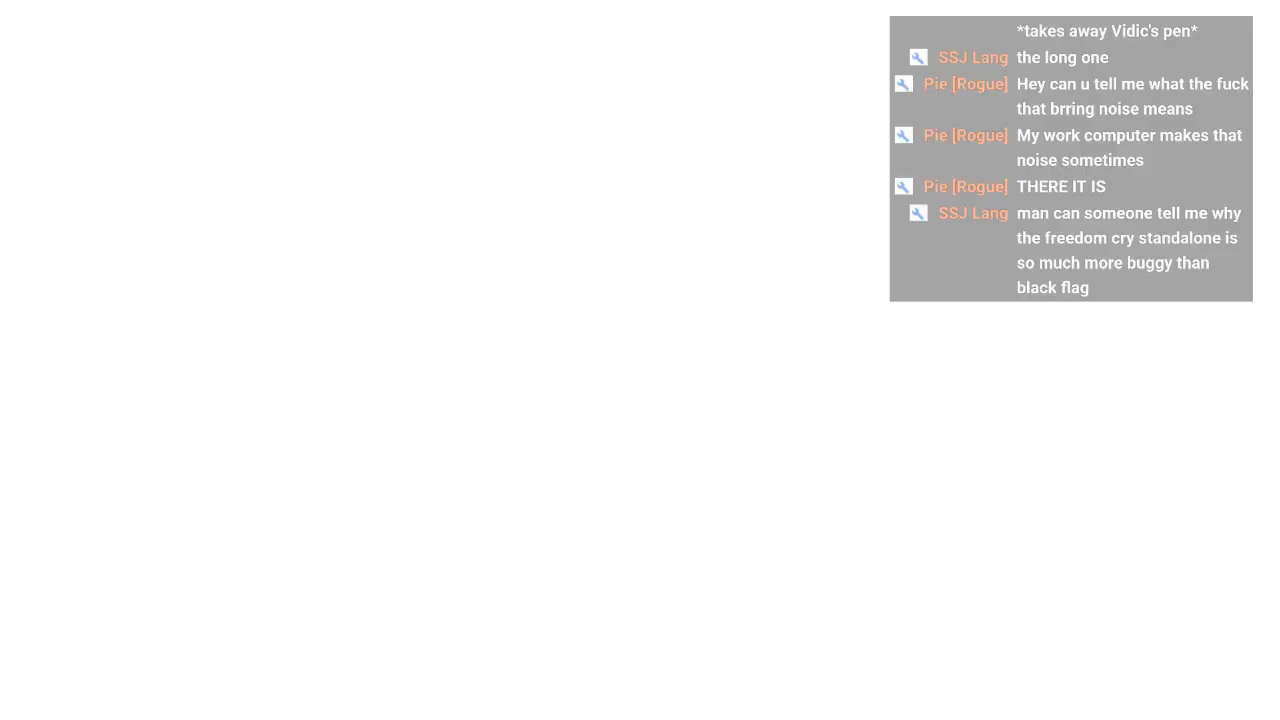 *takes away Vidic's pen*
SSJ Lang the long one
Pie [Rogue] Hey can u tell me what the fuck
that brring noise means
Pie [Rogue] My work computer makes that
noise sometimes
Pie [Rogue] THERE IT IS
SSJ Lang man can someone tell me why
the freedom cry standalone is
so much more buggy than
black flag